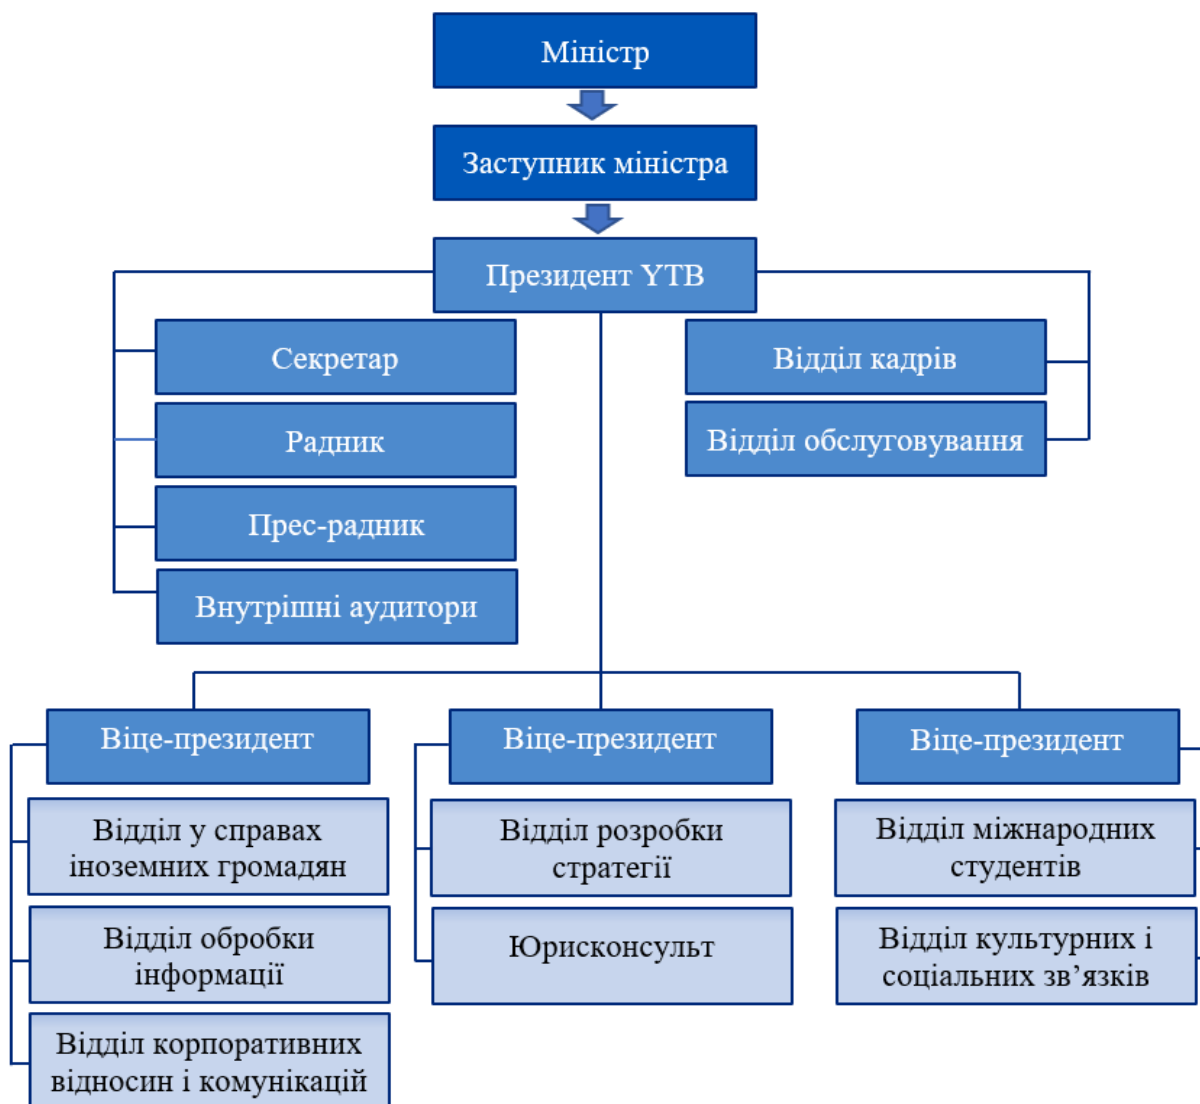 Міністр
Заступник міністра
Президент YTB
Секретар
Радник
Прес-радник
Внутрішні аудитори
Відділ кадрів
Відділ обслуговування
Віце-президент
Відділ у справах
іноземних громадян
Відділ обробки
інформації
Відділ корпоративних
відносин і комунікацій
Віце-президент
Відділ розробки
стратегії
Юрисконсульт
Віце-президент
Відділ міжнародних
студентів
Відділ культурних і
соціальних зв’язків